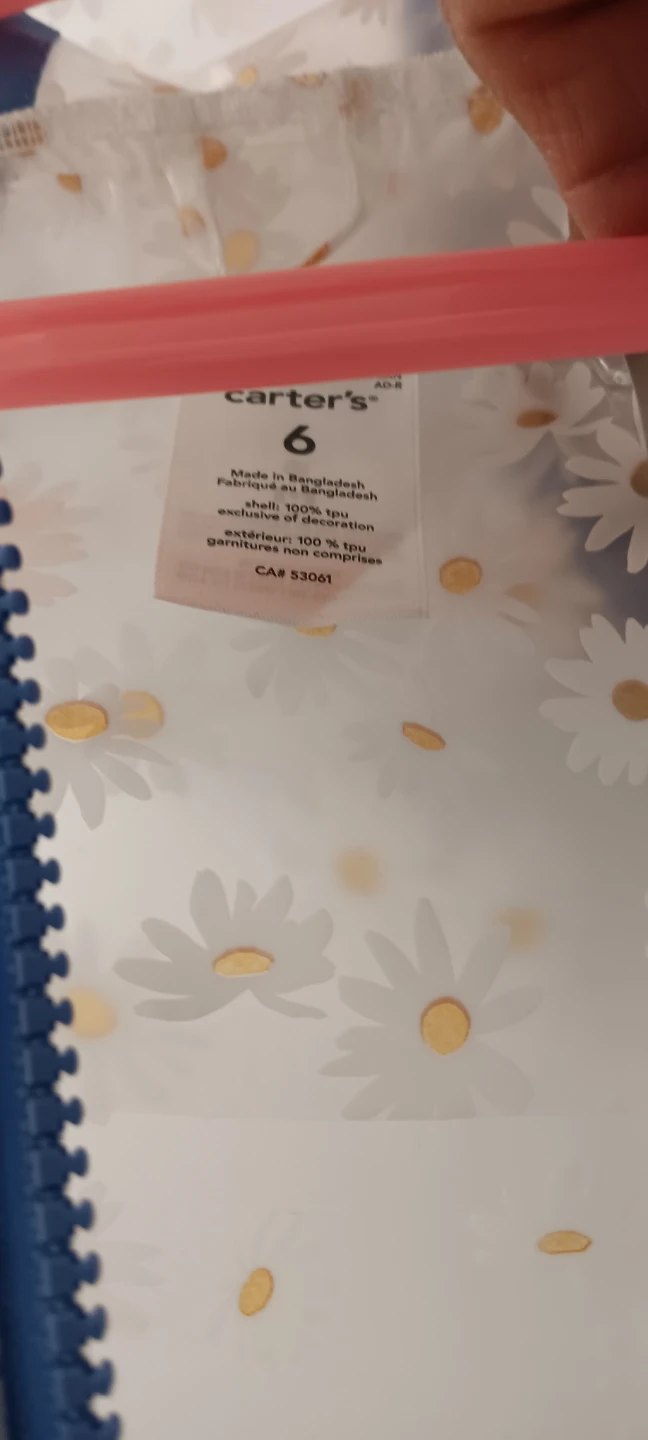 AD-R
carter's®
6
Made in Bangladesh
Fabriqué au Bangladesh
shell: 100% tpu
exclusive of decoration
extérieur: 100 % tpu
garnitures non comprises
CA# 53061